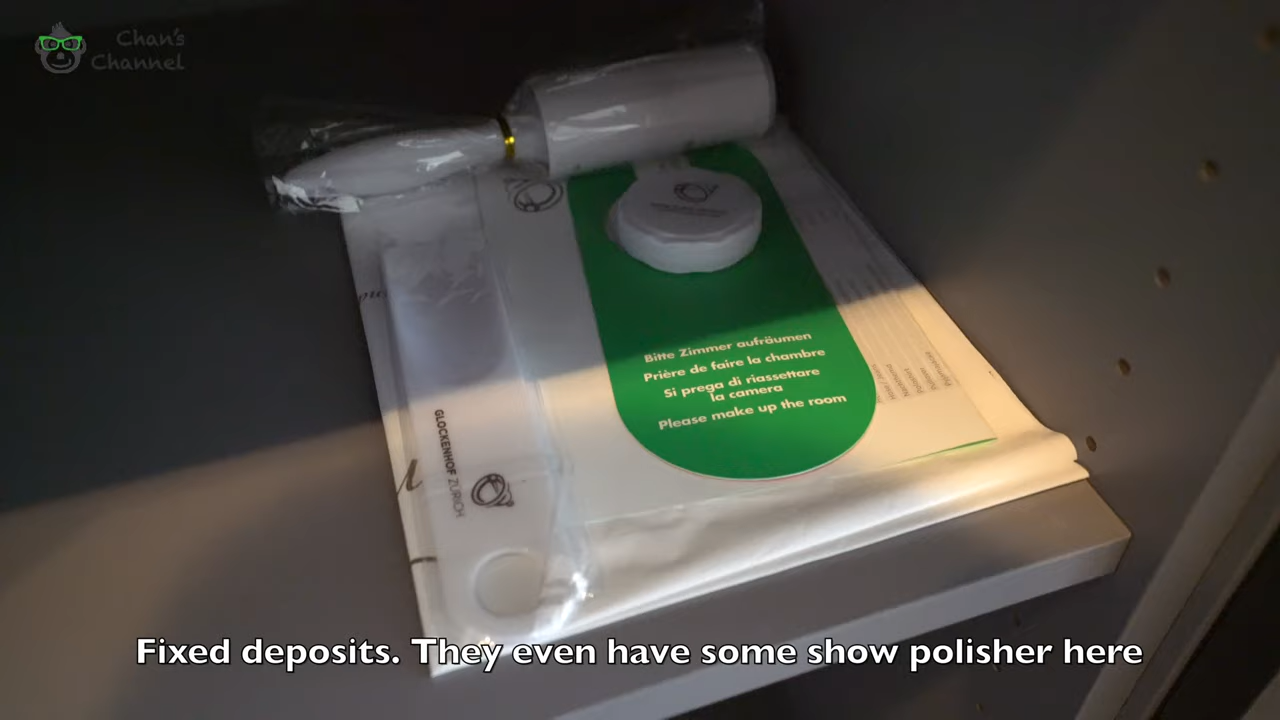 Chan's
Channel
Bitte Zimmer aufräumen
Prière de faire la chambre
Si prega di riassettare
la camera
Please make up the room
GLOCKENHOF ZÜRICH
Fixed deposits. They even have some show polisher here